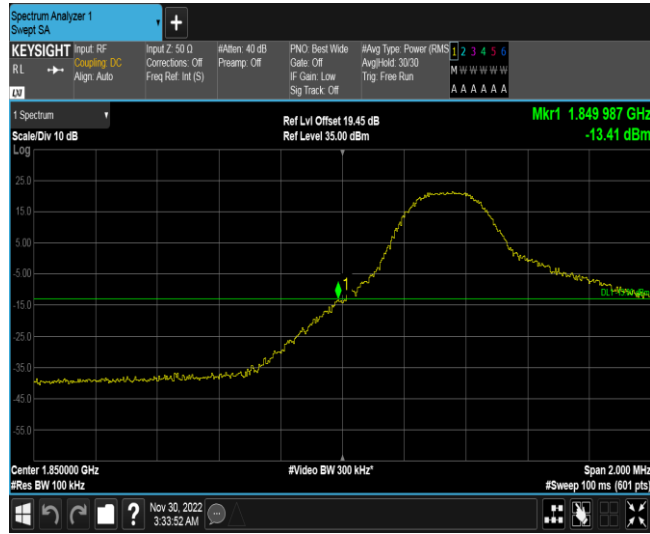 Spectrum Analyzer 1
Swept SA
+
KEYSIGHT
RL
LXI
Input: RF
Coupling: DC
Align: Auto
Input Z: 50 Ω
Corrections: Off
Freq Ref: Int (S)
#Atten: 40 dB
Preamp: Off
PNO: Best Wide
Gate: Off
IF Gain: Low
Sig Track: Off
#Avg Type: Power (RMS
Avg|Hold: 30/30
Trig: Free Run
1 2 3 4 5 6
M W W W W W
A A A A A A
1 Spectrum
Scale/Div 10 dB
Log
Ref Lvl Offset 19.45 dB
Ref Level 35.00 dBm
Mkr1 1.849 987 GHz
-13.41 dBm
25.0
15.0
5.00
-5.00
1
-15.0
-25.0
-35.0
-45.0
-55.0
Center 1.850000 GHz
#Res BW 100 kHz
#Video BW 300 kHz*
Span 2.000 MHz
#Sweep 100 ms (601 pts)
?
Nov 30, 2022
3:33:52 AM